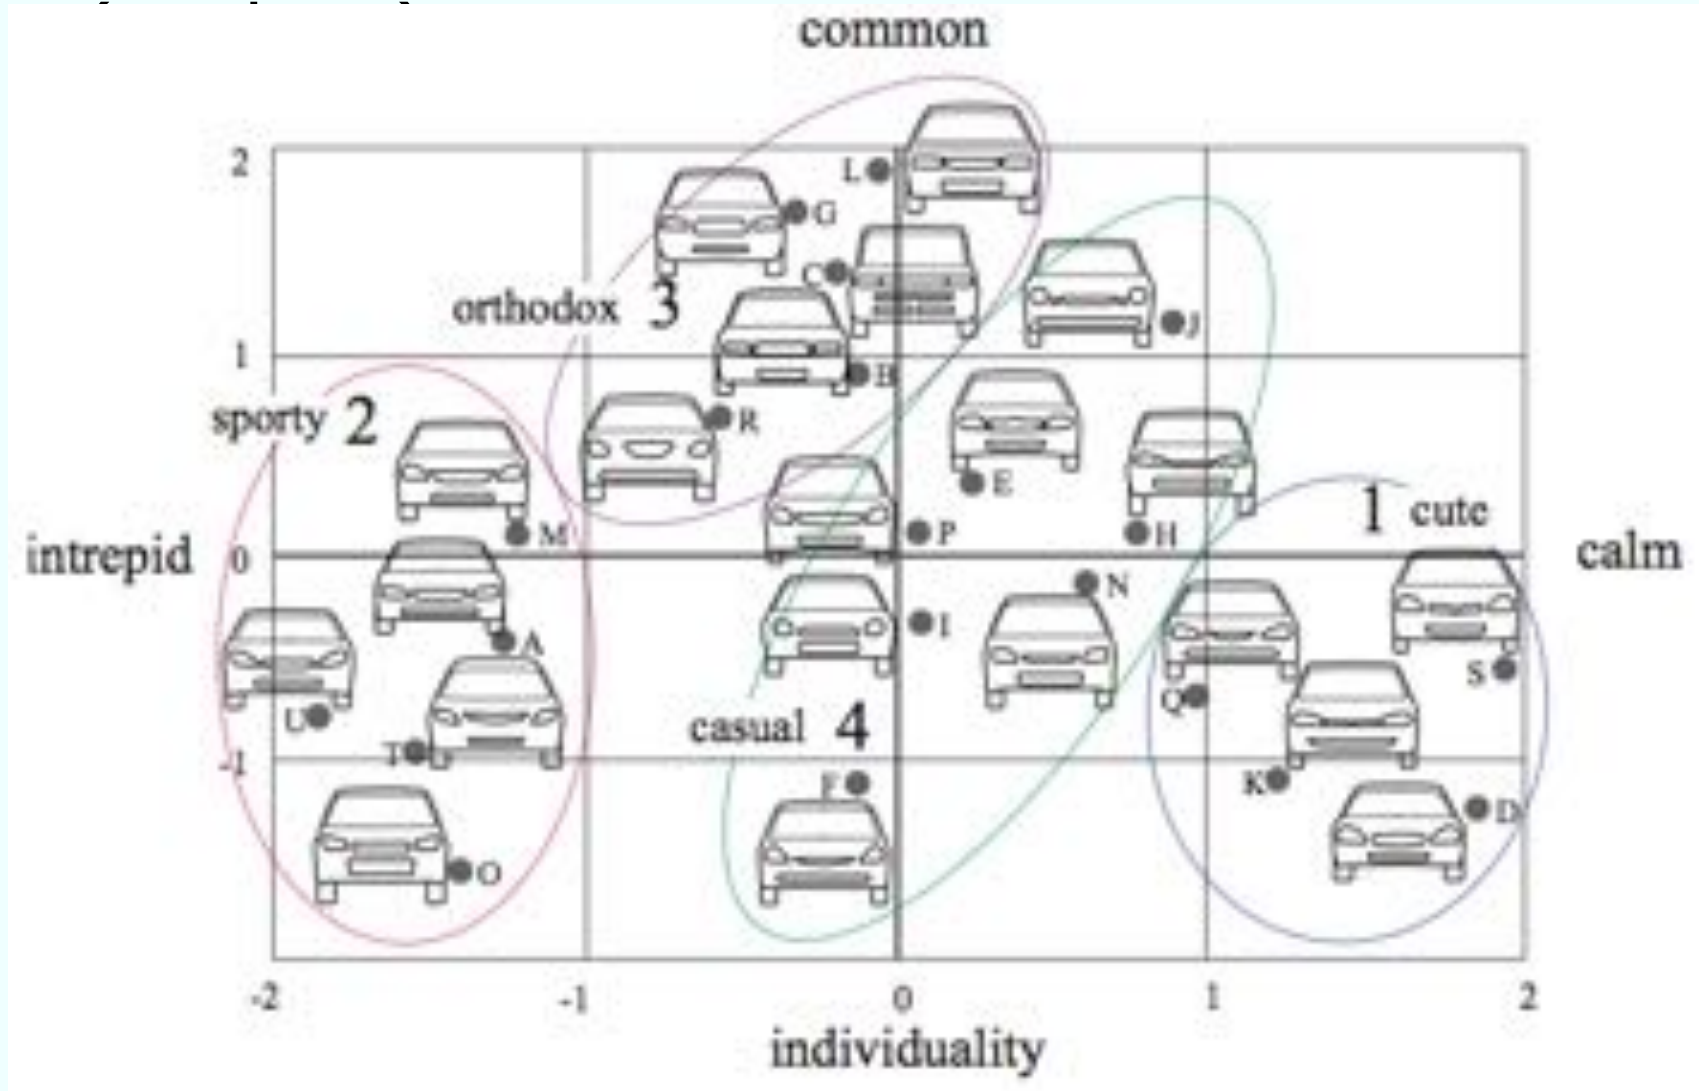 common
2
L
G
C
orthodox 3
J
1
B
sporty 2
R
E
1 cute
M
P
H
intrepid
0
calm
N
I
A
S
Q
U
casual 4
T
-1
F
K
D
O
-2
-1
0
1
2
individuality